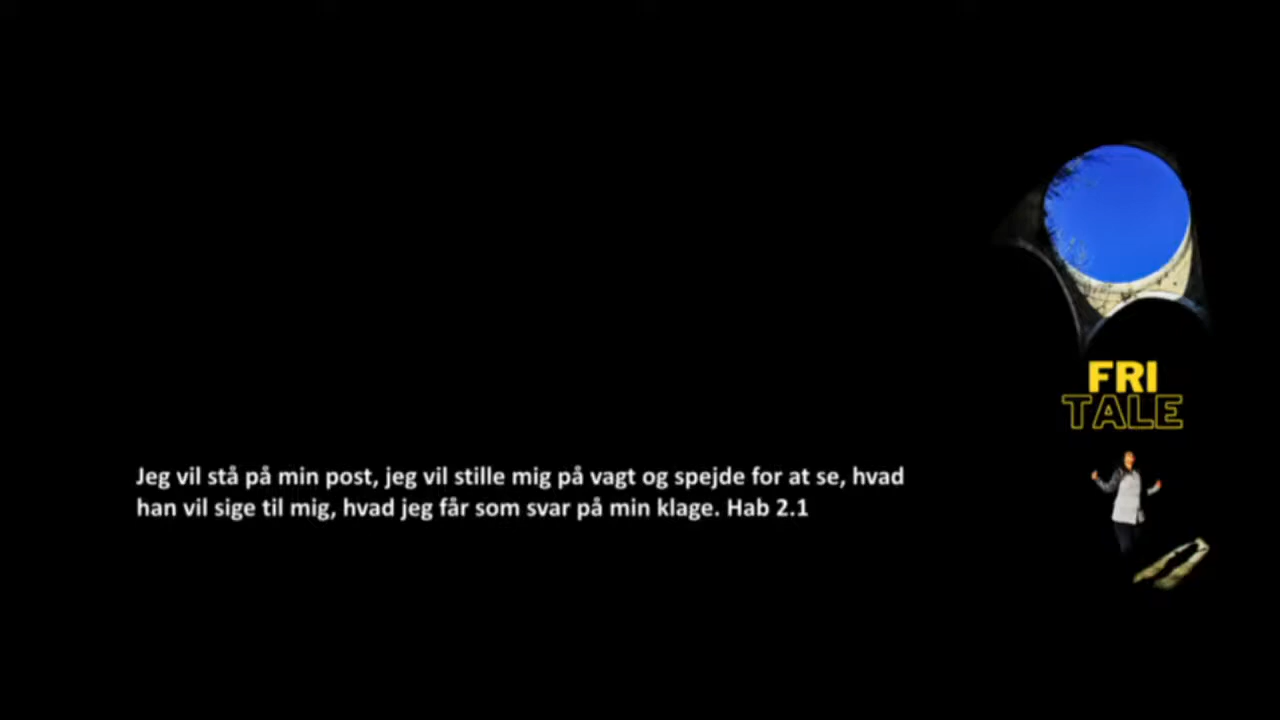 FRI
TALE
Jeg vil stå på min post, jeg vil stille mig på vagt og spejde for at se, hvad
han vil sige til mig, hvad jeg får som svar på min klage. Hab 2.1